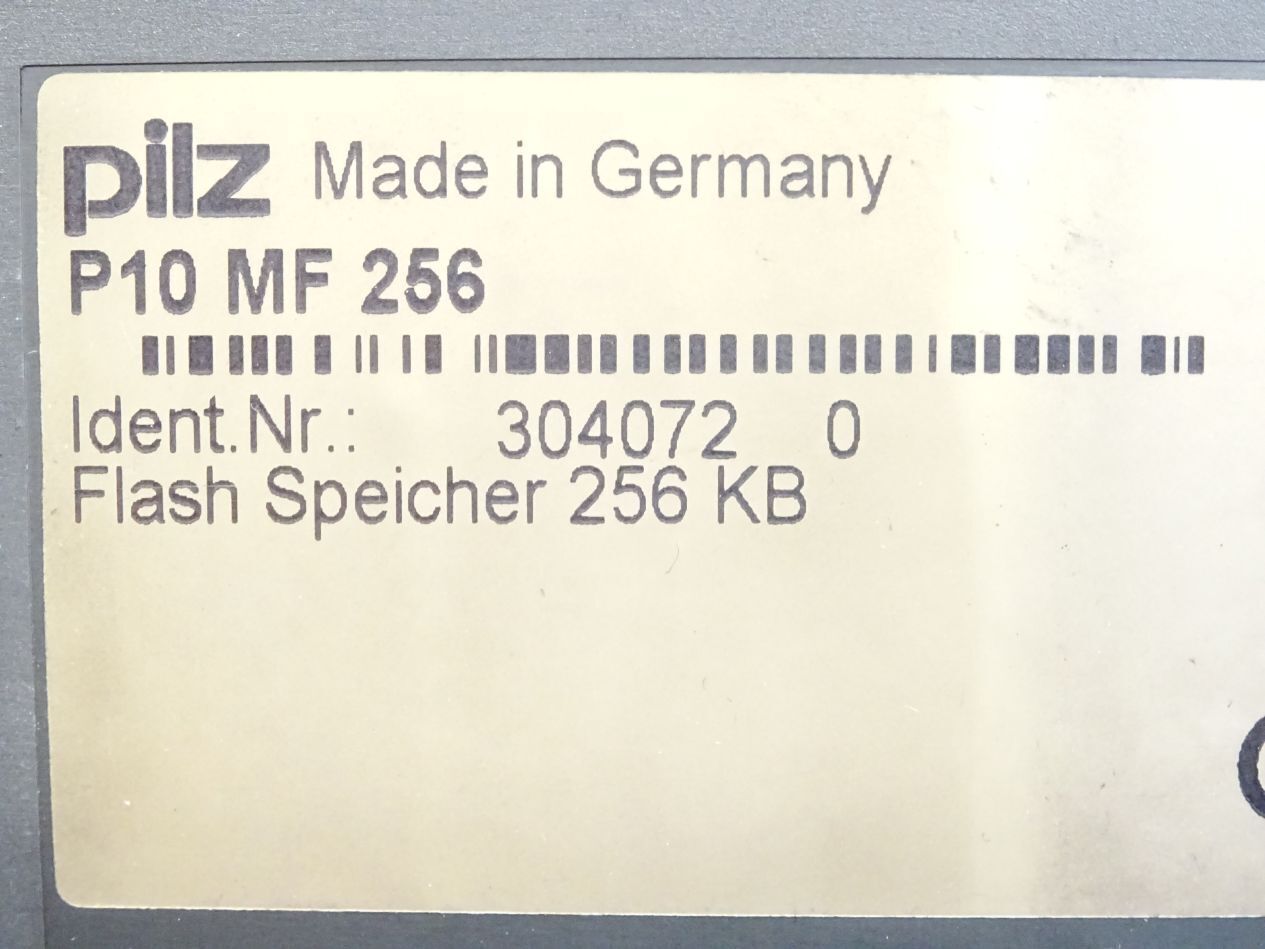 pilz Made in Germany
P10 MF 256
Ident.Nr.: 304072 0
Flash Speicher 256 KB